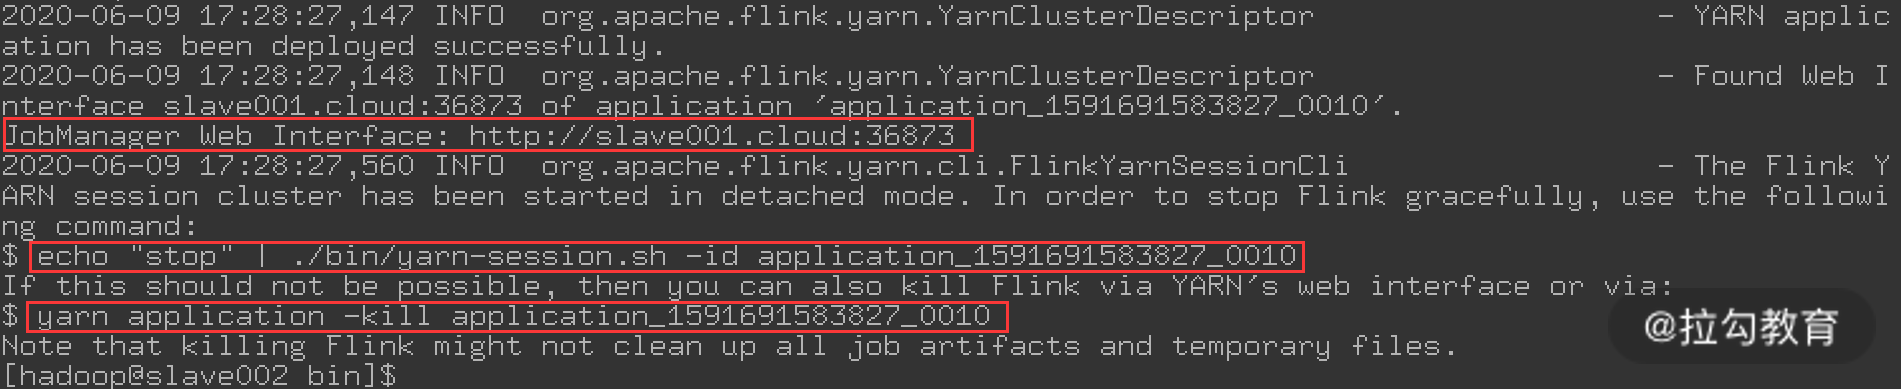 2020-06-09 17:28:27,147 INFO  org.apache.flink.yarn.YarnClusterDescriptor                              - YARN applic
ation has been deployed successfully.
2020-06-09 17:28:27,148 INFO  org.apache.flink.yarn.YarnClusterDescriptor                              - Found Web I
nterface slave001.cloud:36873 of application 'application_1591691583827_0010'.
JobManager Web Interface: http://slave001.cloud:36873
2020-06-09 17:28:27,560 INFO  org.apache.flink.yarn.cli.FlinkYarnSessionCli                           - The Flink Y
ARN session cluster has been started in detached mode. In order to stop Flink gracefully, use the followi
ng command:
$ echo "stop" | ./bin/yarn-session.sh -id application_1591691583827_0010
If this should not be possible, then you can also kill Flink via YARN's web interface or via:
$ yarn application -kill application_1591691583827_0010
Note that killing Flink might not clean up all job artifacts and temporary files.
[hadoop@slave002 bin]$
@拉勾教育